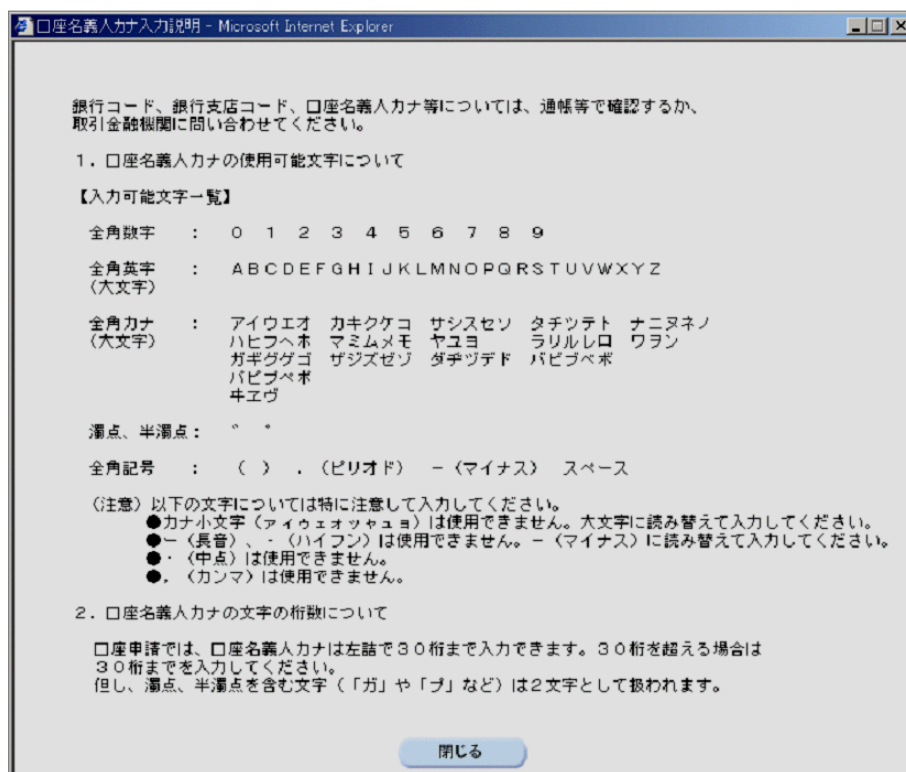 口座名義人カナ入力説明 - Microsoft Internet Explorer
銀行コード、銀行支店コード、口座名義人カナ等については、通帳等で確認するか、
取引金融機関に問い合わせてください。
１．口座名義人カナの使用可能文字について
【入力可能文字一覧】
全角数字　：　０　１　２　３　４　５　６　７　８　９
全角英字　：　ＡＢＣＤＥＦＧＨＩＪＫＬＭＮＯＰＱＲＳＴＵＶＷＸＹＺ
（大文字）
全角カナ　：　アイウエオ　カキクケコ　サシスセソ　タチツテト　ナニヌネノ
（大文字）　ハヒフヘホ　マミムメモ　ヤユヨ　ラリルレロ　ワヲン
ガギグゲゴ　ザジズゼゾ　ダヂヅデド　バビブベボ
パピプペポ
ヰヱヴ
濁点、半濁点：　゛　゜
全角記号　：　（　）　．（ピリオド）　－（マイナス）　スペース
（注意）以下の文字については特に注意して入力してください。
●カナ小文字（ァィゥェォッャュョ）は使用できません。大文字に読み替えて入力してください。
●ー（長音）、‐（ハイフン）は使用できません。－（マイナス）に読み替えて入力してください。
●・（中点）は使用できません。
●，（カンマ）は使用できません。
２．口座名義人カナの文字の桁数について
口座申請では、口座名義人カナは左詰で３０桁まで入力できます。３０桁を超える場合は
３０桁までを入力してください。
但し、濁点、半濁点を含む文字（「ガ」や「プ」など）は２文字として扱われます。
閉じる